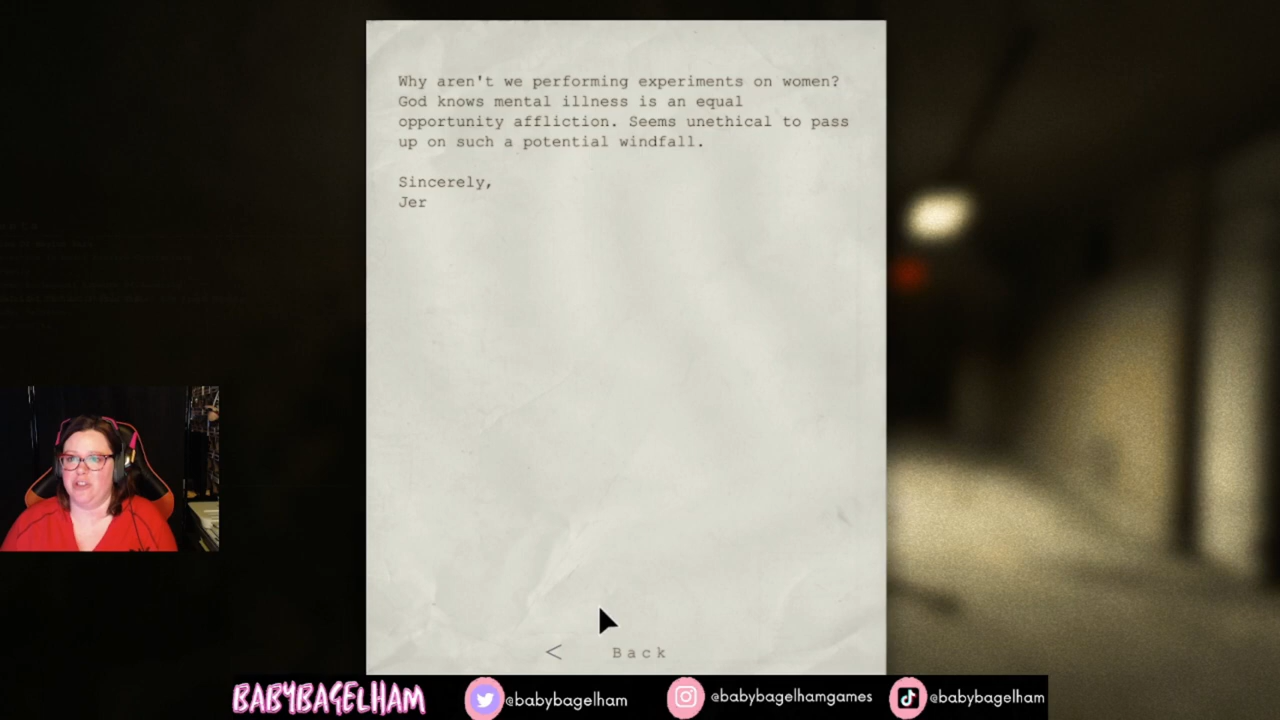 Why aren't we performing experiments on women?
God knows mental illness is an equal
opportunity affliction. Seems unethical to pass
up on such a potential windfall.
Sincerely,
Jer
< Back
BABYBAGELHAM
@babybagelham
@babybagelhamgames
@babybagelham